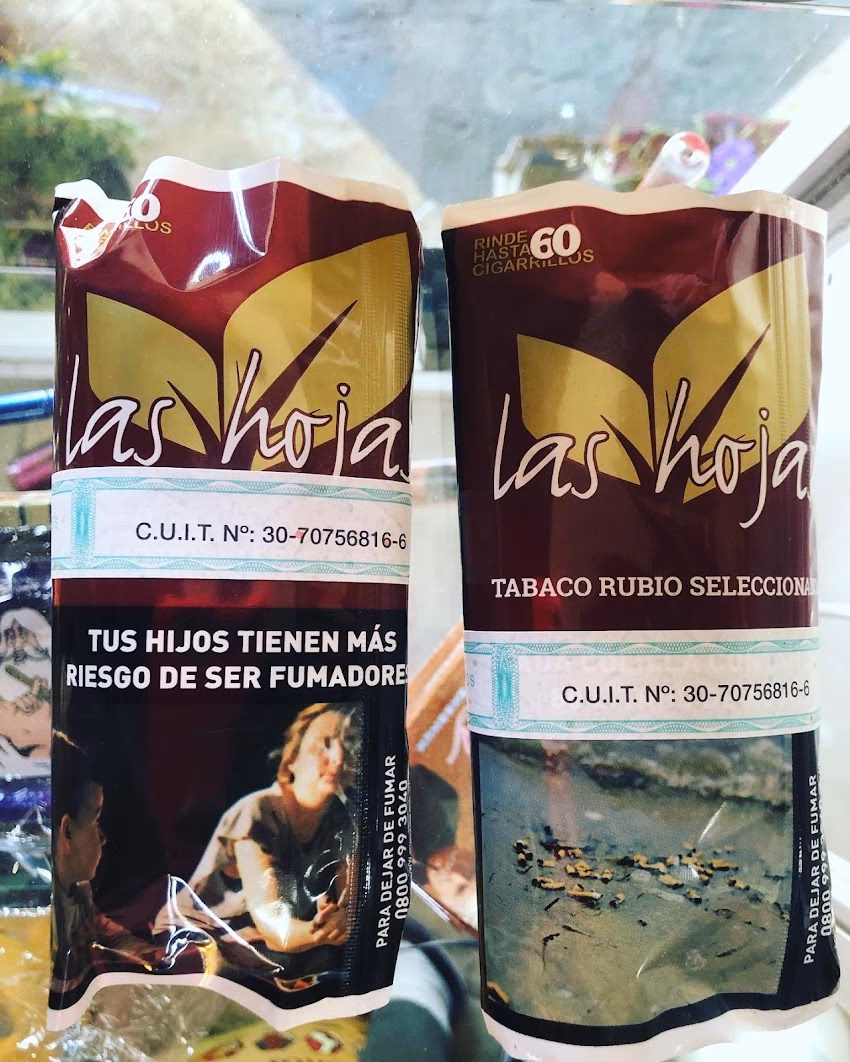 60
las hojas
C.U.I.T. Nº: 30-70756816-6
TUS HIJOS TIENEN MÁS
RIESGO DE SER FUMADORES
PARA DEJAR DE FUMAR
0800 999 3040
RINDE
HASTA 60
CIGARRILLOS
las hojas
TABACO RUBIO SELECCIONADO
C.U.I.T. Nº: 30-70756816-6
PARA DEJAR DE FUMAR
0800 999